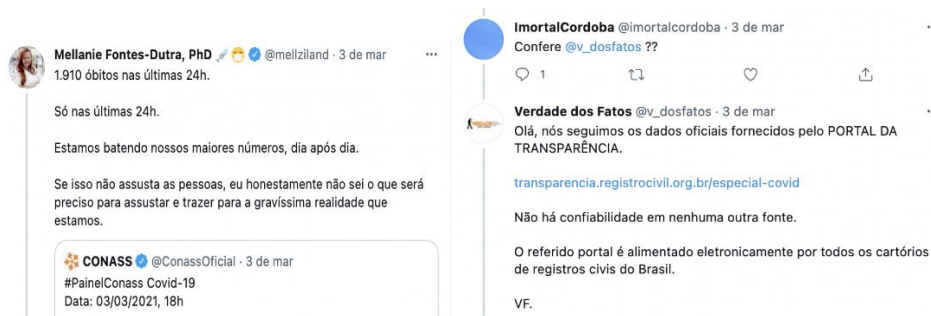 Mellanie Fontes-Dutra, PhD 💉😷 @mellziland · 3 de mar
1.910 óbitos nas últimas 24h.
Só nas últimas 24h.
Estamos batendo nossos maiores números, dia após dia.
Se isso não assusta as pessoas, eu honestamente não sei o que será
preciso para assustar e trazer para a gravíssima realidade que
estamos.
CONASS @ConassOficial · 3 de mar
#PainelConass Covid-19
Data: 03/03/2021, 18h
ImortalCordoba @imortalcordoba · 3 de mar
Confere @v_dosfatos ??
1
Verdade dos Fatos @v_dosfatos · 3 de mar
Olá, nós seguimos os dados oficiais fornecidos pelo PORTAL DA
TRANSPARÊNCIA.
transparencia.registrocivil.org.br/especial-covid
Não há confiabilidade em nenhuma outra fonte.
O referido portal é alimentado eletronicamente por todos os cartórios
de registros civis do Brasil.
VF.